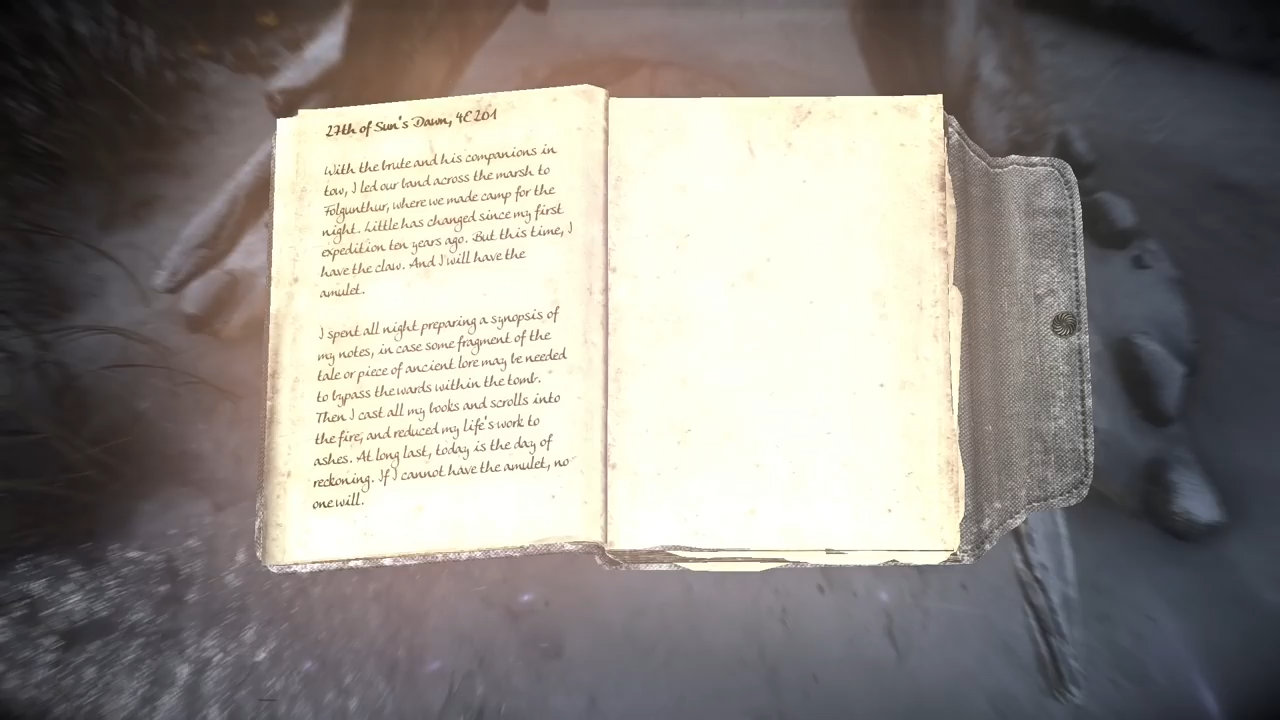 27th of Sun's Dawn, 4E201
With the brute and his companions in
tow, I led our band across the marsh to
Folgunthur, where we made camp for the
night. Little has changed since my first
expedition ten years ago. But this time, I
have the claw. And I will have the
amulet.
I spent all night preparing a synopsis of
my notes, in case some fragment of the
tale or piece of ancient lore may be needed
to bypass the wards within the tomb.
Then I cast all my books and scrolls into
the fire, and reduced my life's work to
ashes. At long last, today is the day of
reckoning. If I cannot have the amulet, no
one will.